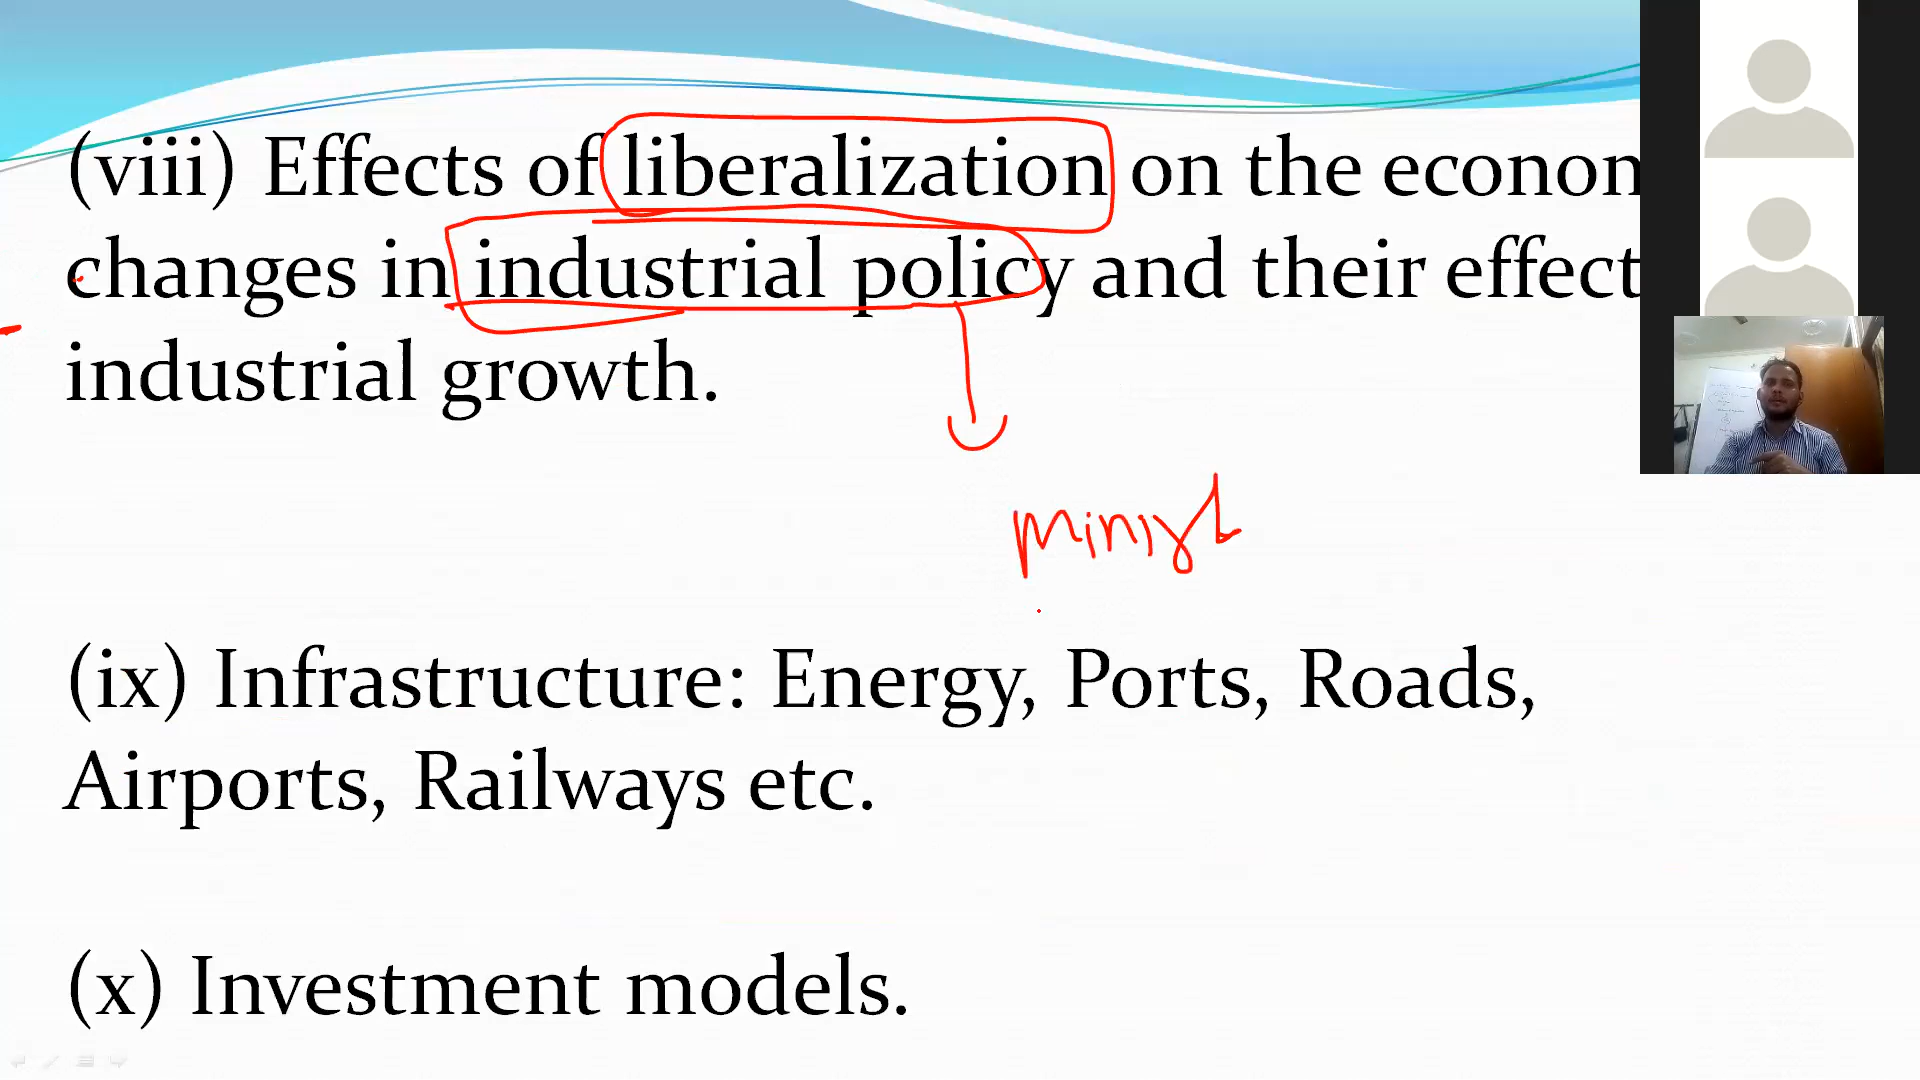 (viii) Effects of liberalization on the econom
changes in industrial policy and their effect
industrial growth.
(ix) Infrastructure: Energy, Ports, Roads,
Airports, Railways etc.
(x) Investment models.